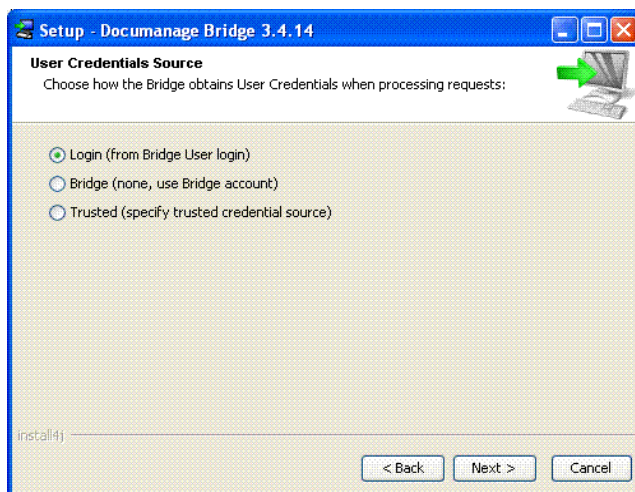 Setup - Documanage Bridge 3.4.14
User Credentials Source
Choose how the Bridge obtains User Credentials when processing requests:
Login (from Bridge User login)
Bridge (none, use Bridge account)
Trusted (specify trusted credential source)
install4j
< Back Next > Cancel